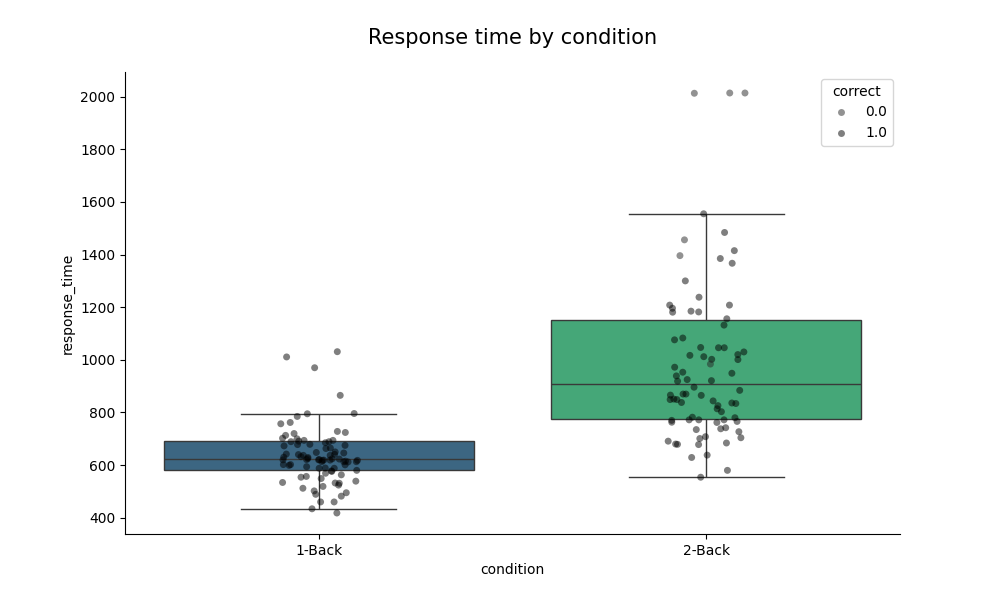 Response time by condition
correct
0.0
1.0
2000
1800
1600
1400
1200
1000
800
600
400
response_time
1-Back
2-Back
condition